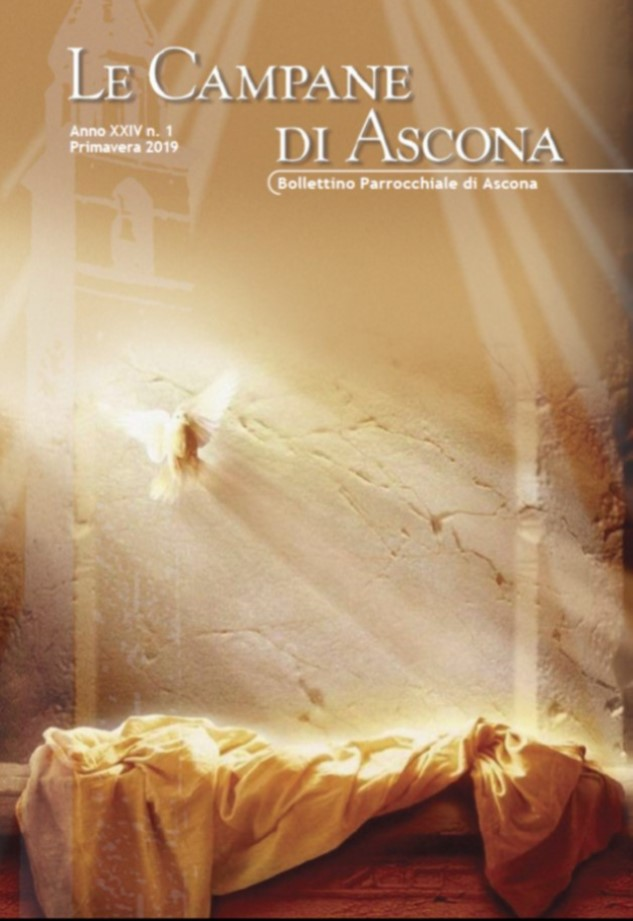 LE CAMPANE
DI ASCONA
Anno XXIV n. 1
Primavera 2019
Bollettino Parrocchiale di Ascona